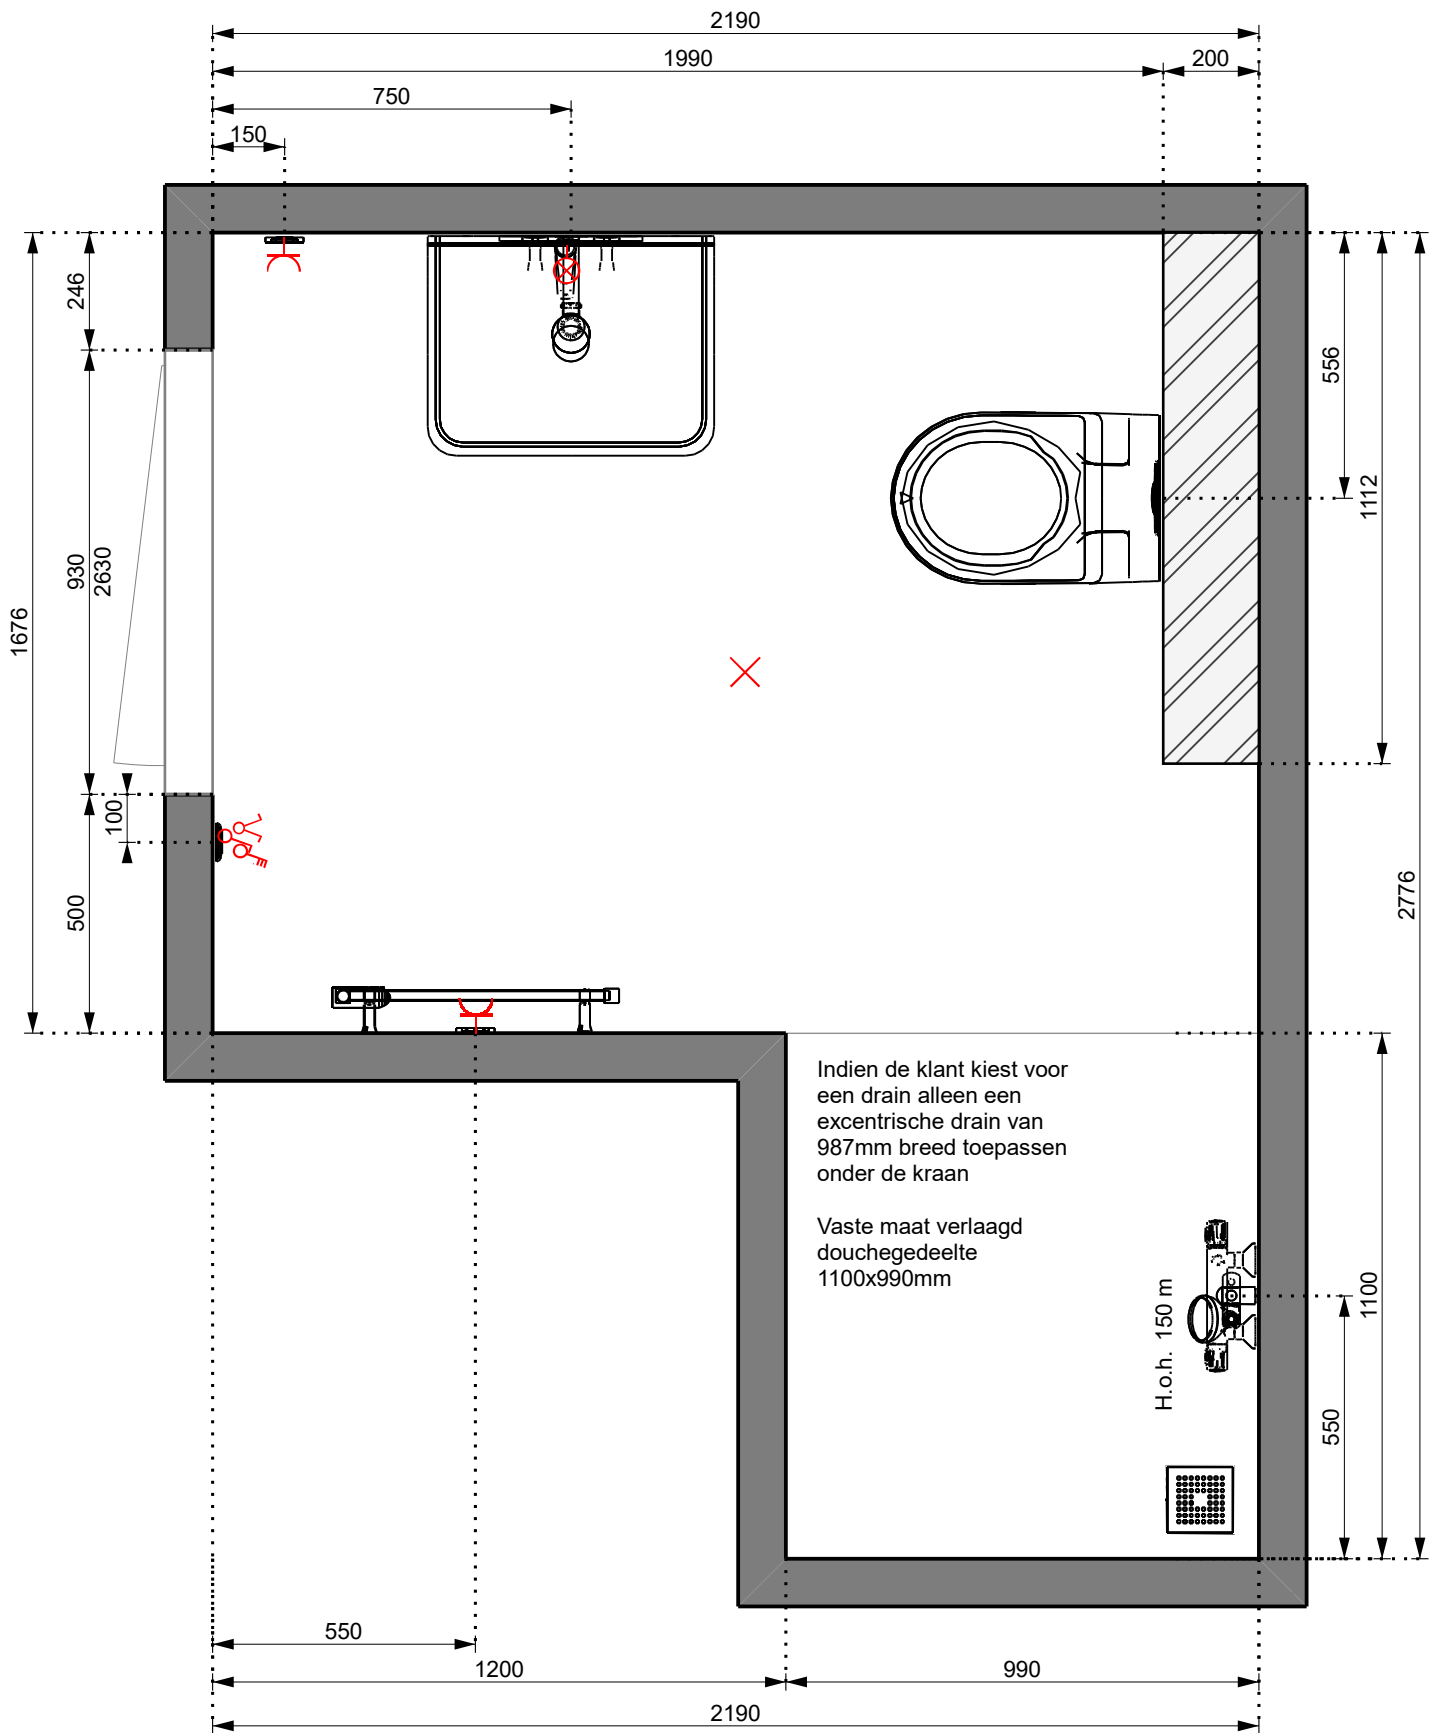 2190
1990
200
750
150
246
556
1112
930
2630
1676
100
500
2776
Indien de klant kiest voor
een drain alleen een
excentrische drain van
987mm breed toepassen
onder de kraan
Vaste maat verlaagd
douchegedeelte
1100x990mm
H.o.h. 150 m
1100
550
550
1200
990
2190